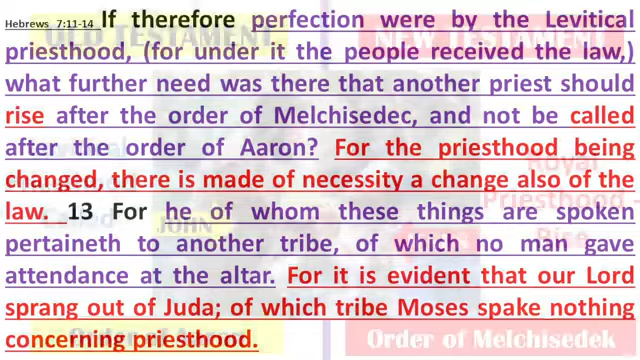 Hebrews 7:11-14 If therefore perfection were by the Levitical
priesthood, (for under it the people received the law,)
what further need was there that another priest should
rise after the order of Melchisedec, and not be called
after the order of Aaron? For the priesthood being
changed, there is made of necessity a change also of the
law. 13 For he of whom these things are spoken
pertaineth to another tribe, of which no man gave
attendance at the altar. For it is evident that our Lord
sprang out of Juda; of which tribe Moses spake nothing
concerning priesthood.
OLD TESTAMENT
NEW TESTAMENT
Royal
Priesthood -
JOHN
Order of Melchisedek